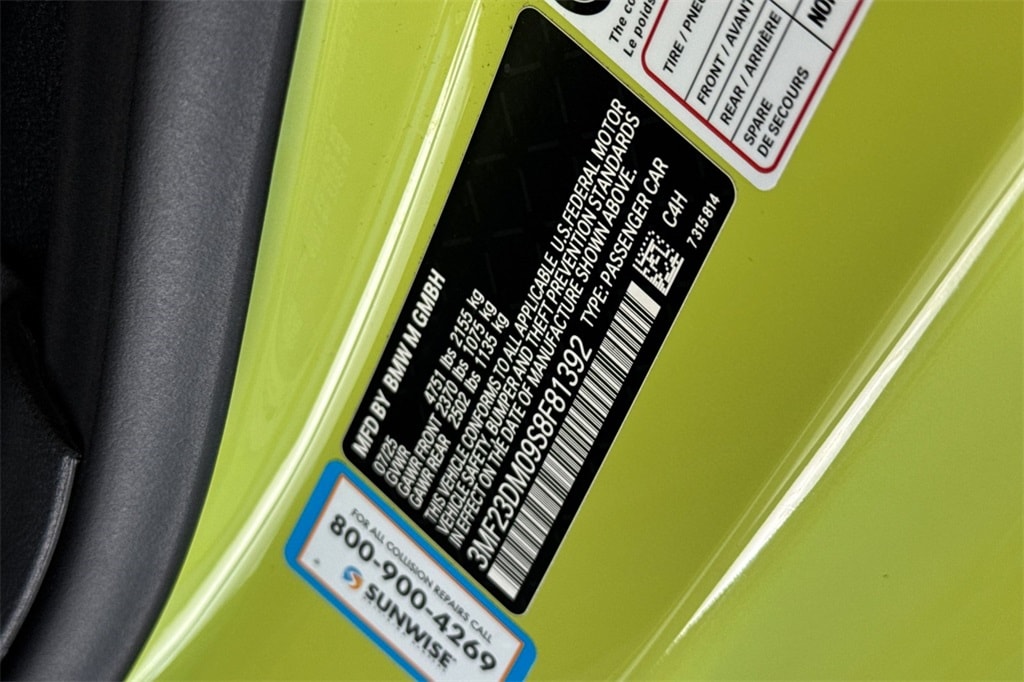 The co
Le poids
TIRE / PNEU
FRONT / AVANT
REAR / ARRIÈRE
SPARE
DE SECOURS
MFD BY BMW M GMBH
07/25
GVWR 4751 lbs 2155 kg
GAWR FRONT 2370 lbs 1075 kg
GAWR REAR 2502 lbs 1135 kg
THIS VEHICLE CONFORMS TO ALL APPLICABLE U.S.FEDERAL MOTOR
VEHICLE SAFETY, BUMPER AND THEFT PREVENTION STANDARDS
IN EFFECT ON THE DATE OF MANUFACTURE SHOWN ABOVE.
3MF23DM09S8F81392 TYPE: PASSENGER CAR
C4H
7315814
FOR ALL COLLISION REPAIRS CALL
800-900-4269
SUNWISE